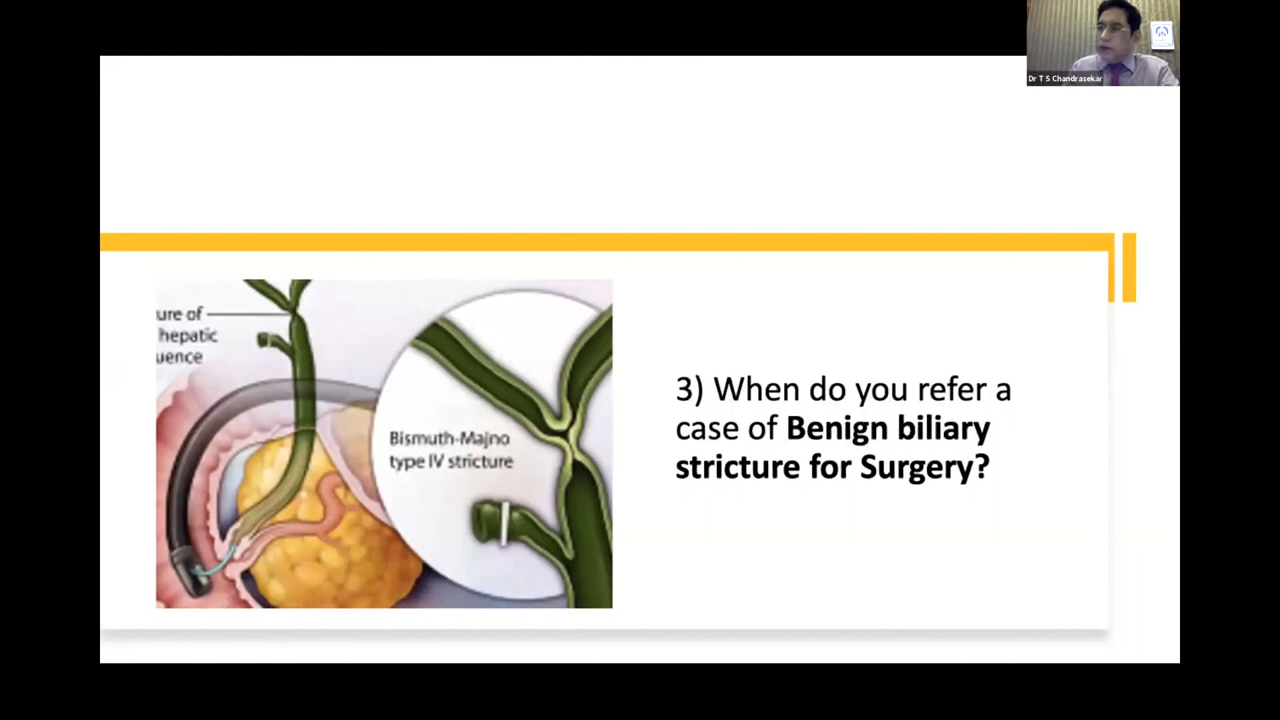 Dr T S Chandrasekar
ure of
hepatic
uence
Bismuth-Majno
type IV stricture
3) When do you refer a
case of Benign biliary
stricture for Surgery?